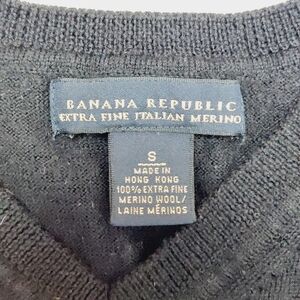 BANANA REPUBLIC
EXTRA FINE ITALIAN MERINO
S
MADE IN
HONG KONG
100% EXTRA FINE
MERINO WOOL/
LAINE MÉRINOS